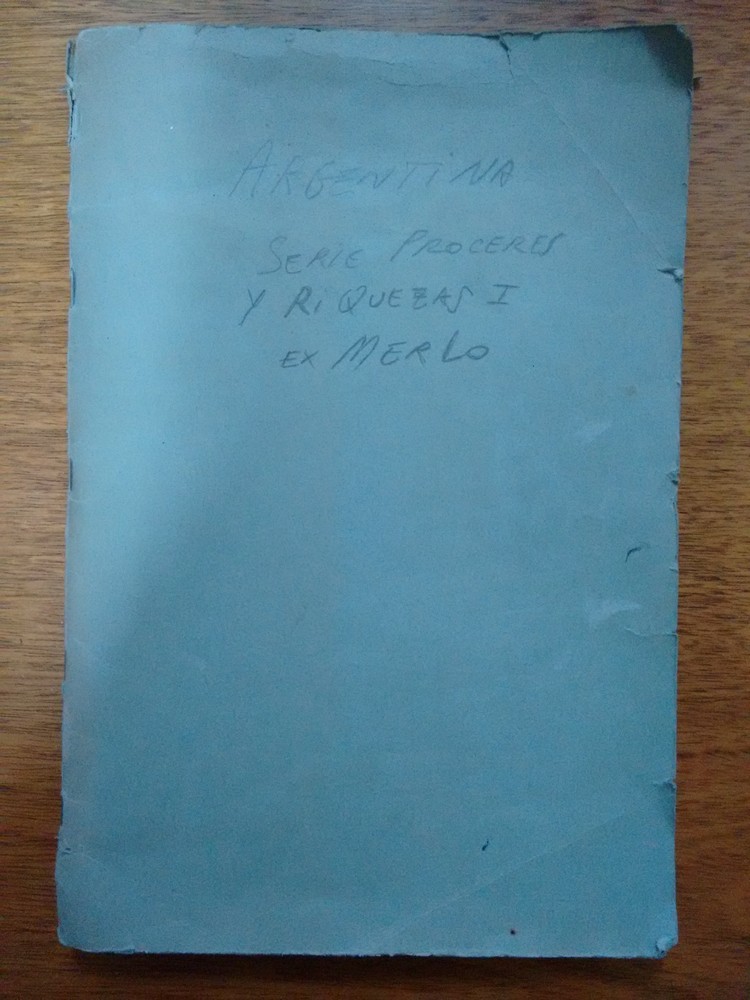 ARGENTINA
SERIE PROCERES
Y RiQUEZAS I
EX MERLO